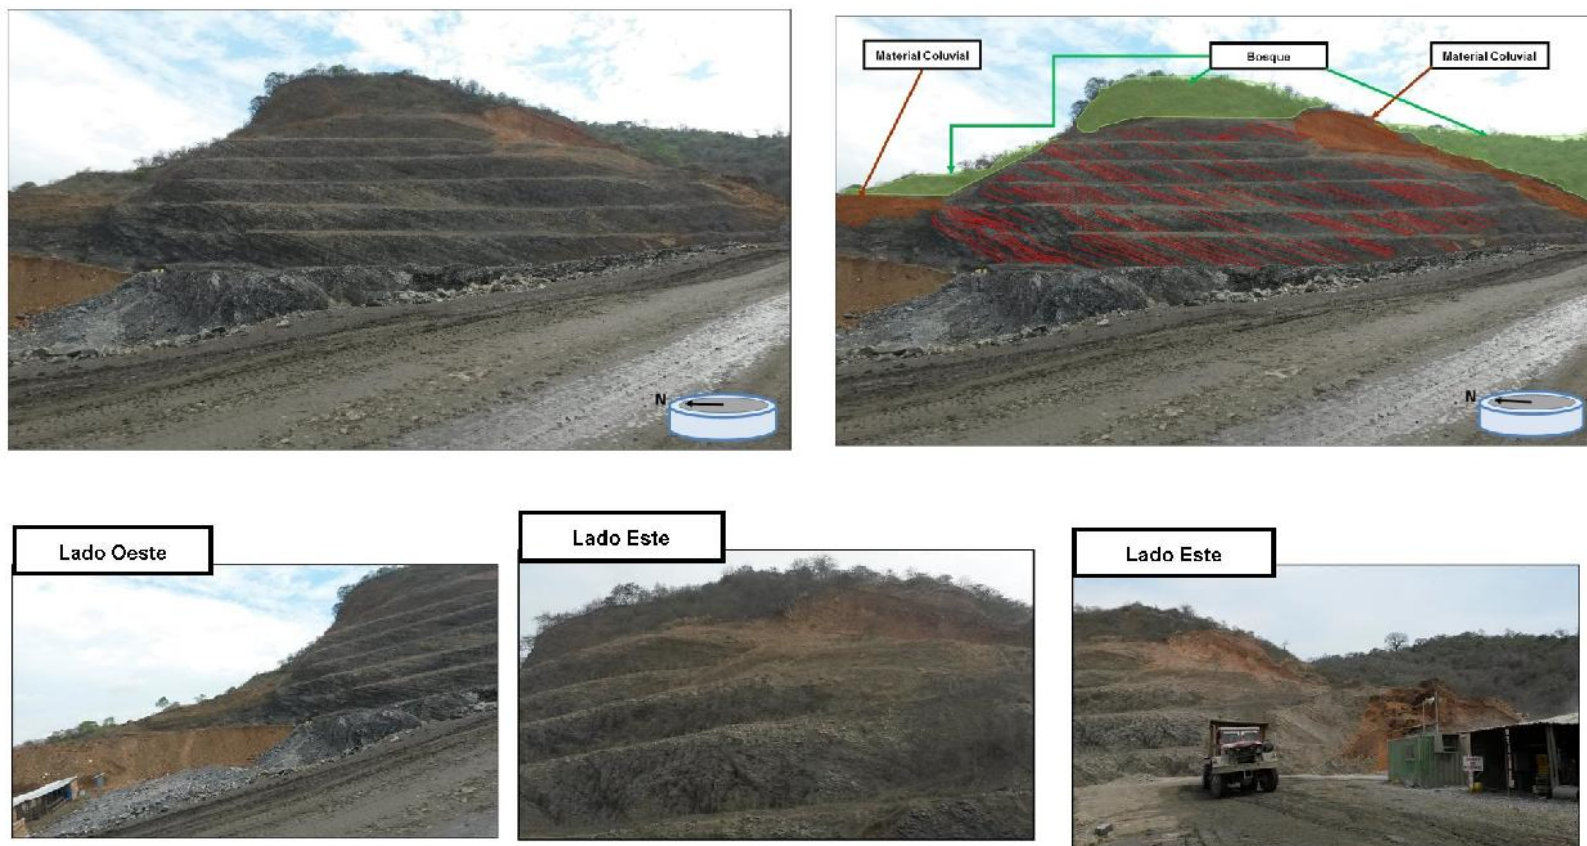 Material Coluvial
Bosque
Material Coluvial
N
N
Lado Oeste
Lado Este
Lado Este